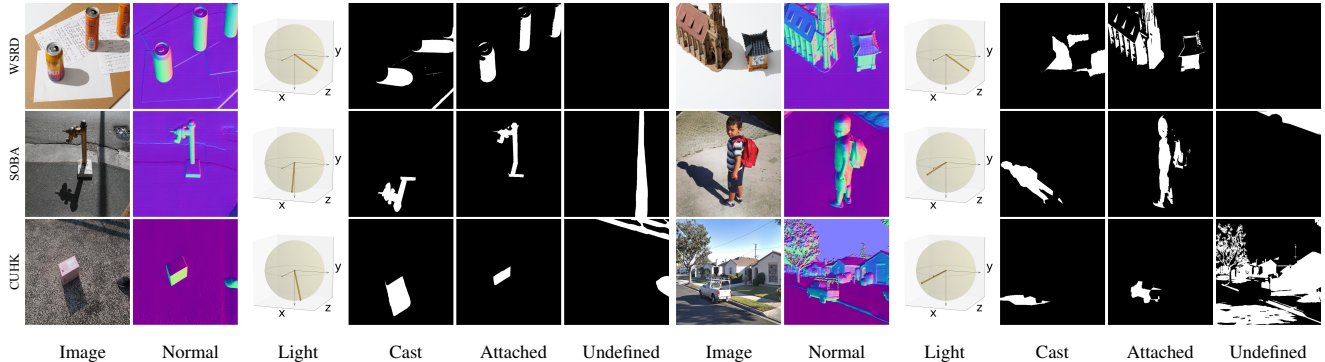 WSRD
y
x
z
y
x
z
SOBA
y
x
z
y
x
z
CUHK
y
x
z
y
x
z
Image Normal Light Cast Attached Undefined Image Normal Light Cast Attached Undefined